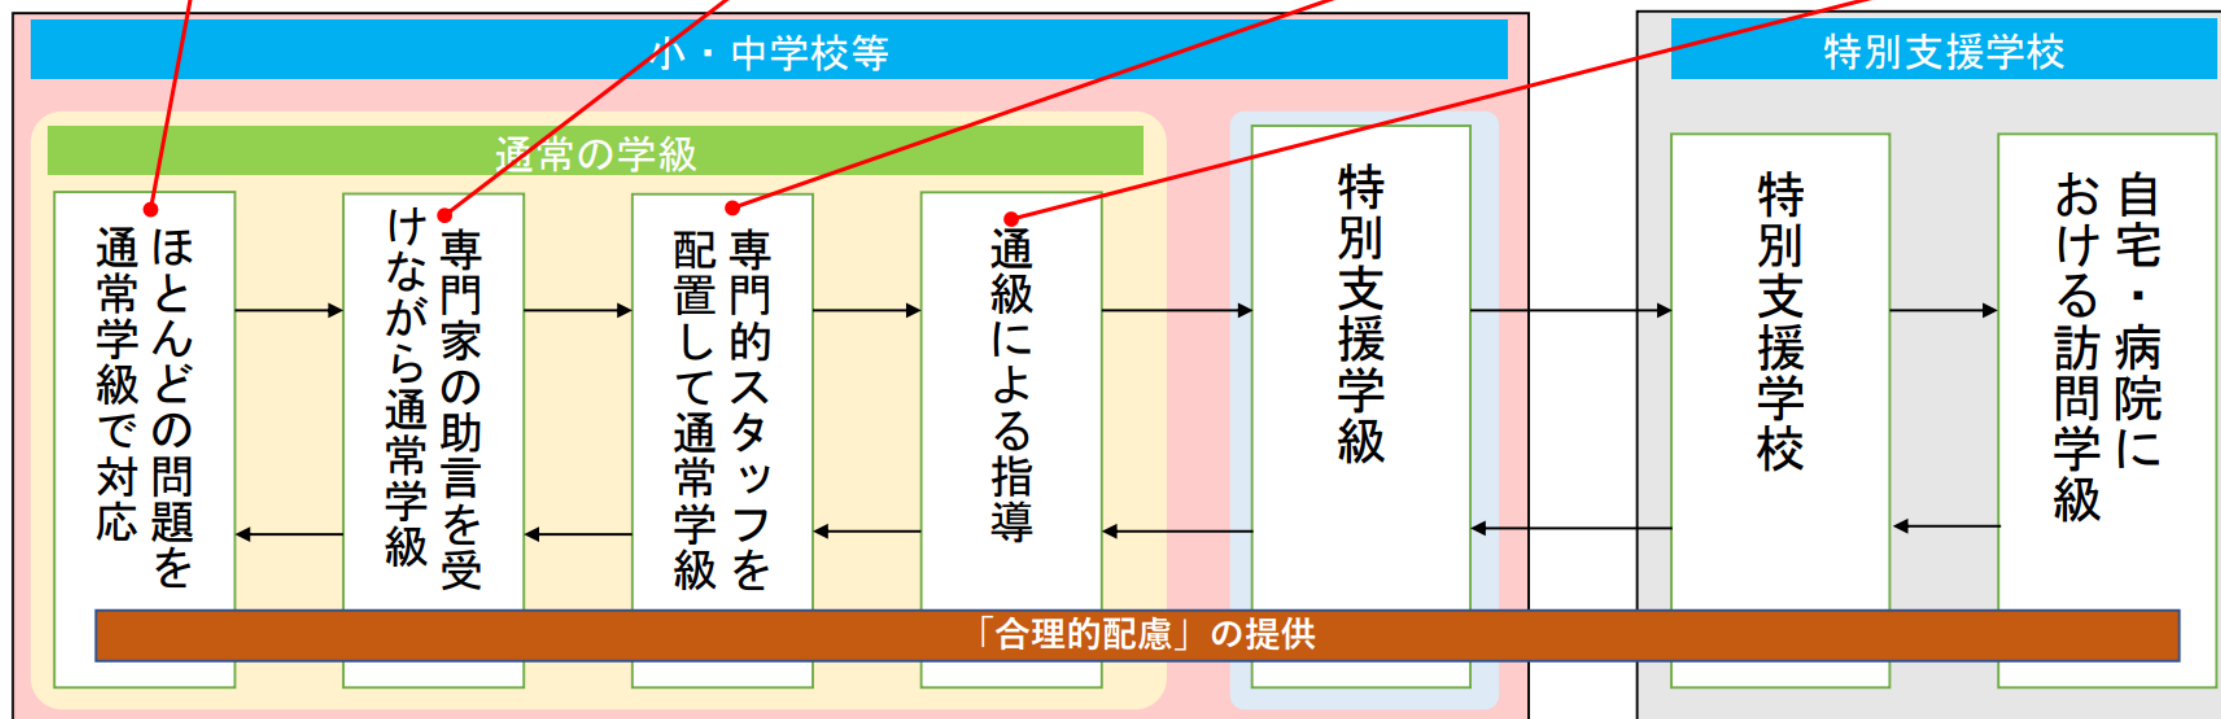 小・中学校等
特別支援学校
通常の学級
ほとんどの問題を
通常学級で対応
専門家の助言を受
けながら通常学級
専門的スタッフを
配置して通常学級
通級による指導
特別支援学級
特別支援学校
自宅・病院に
おける訪問学級
「合理的配慮」の提供